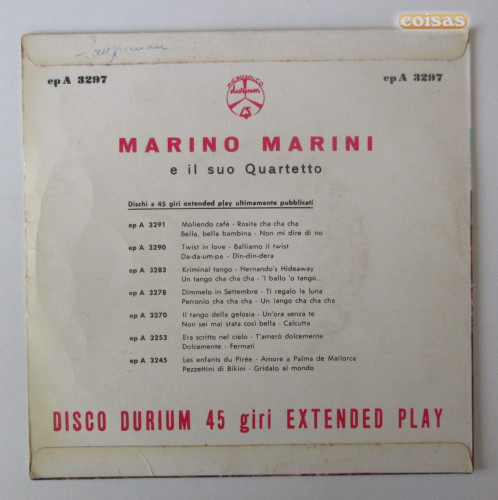 coisas
ep A 3297
ep A 3297
MICROSOLCO
durium
MARINO MARINI
e il suo Quartetto
Dischi a 45 giri extended play ultimamente pubblicati
ep A 3291 Moliendo café - Rosita cha cha cha
Bella, bella bambina - Non mi dire di no
ep A 3290 Twist in love - Balliamo il twist
Da-da-um-pa - Din-din-dera
ep A 3283 Kriminal tango - Hernando's Hideaway
Un tango cha cha cha - 'I ballo 'o tango...
ep A 3278 Dimmelo in Settembre - Ti regalo la luna
Petronio cha cha cha - Un tango cha cha cha
ep A 3270 Il tango della gelosia - Un'ora senza te
Non sei mai stata così bella - Calcutta
ep A 3253 Era scritto nel cielo - T'amerò dolcemente
Dolcemente - Fermati
ep A 3245 Les enfants du Pirée - Amore a Palma de Mallorca
Pezzettini di Bikini - Gridalo al mondo
DISCO DURIUM 45 giri EXTENDED PLAY